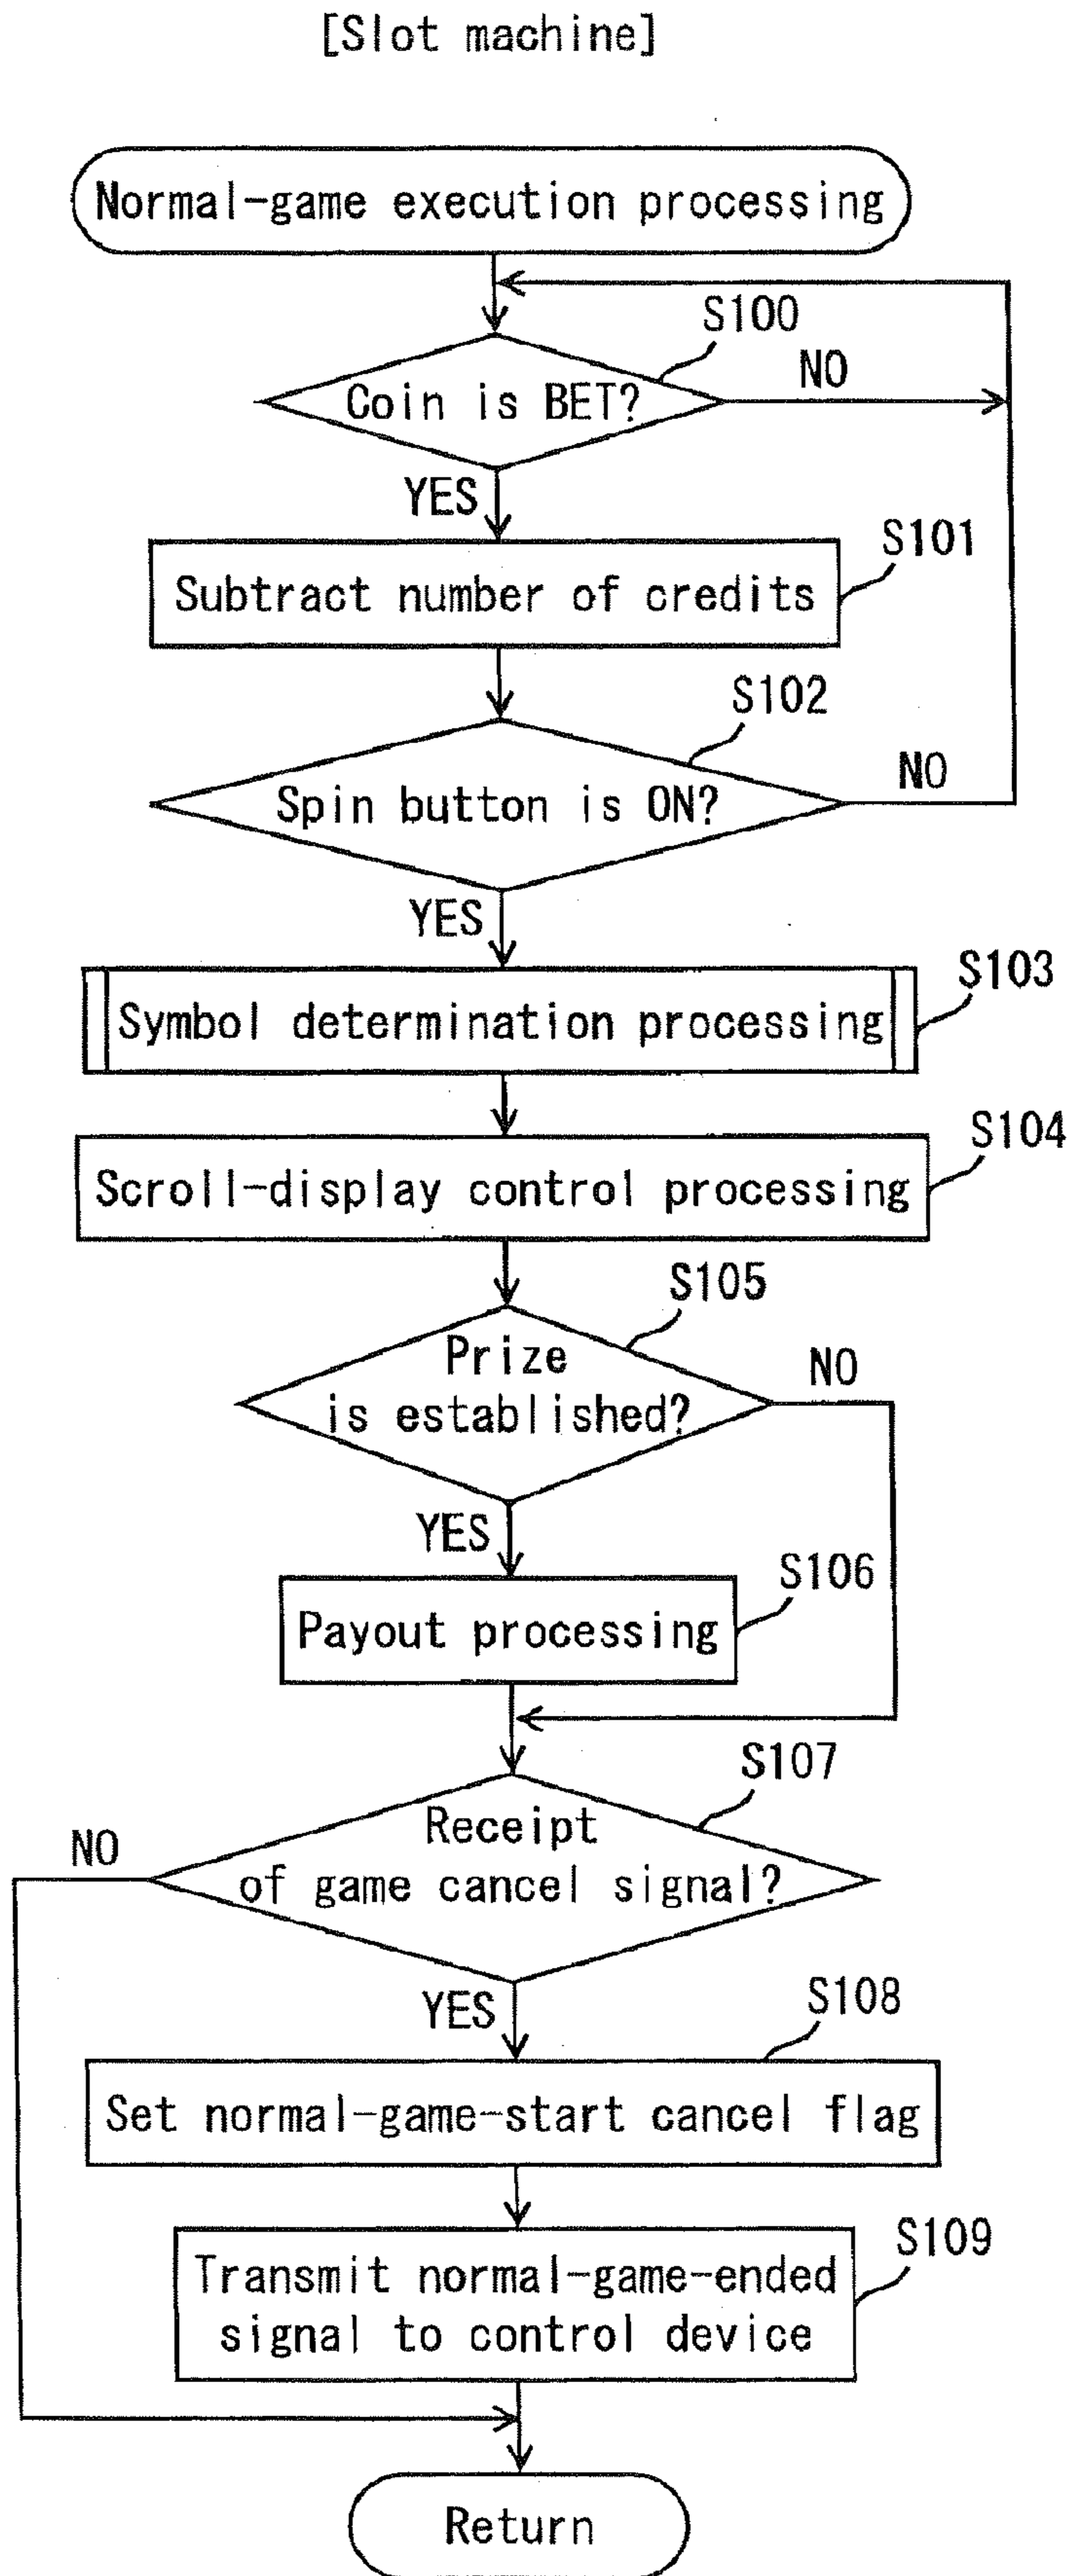 [Slot machine]
Normal-game execution processing
S100
Coin is BET?
NO
YES
S101
Subtract number of credits
S102
Spin button is ON?
NO
YES
S103
Symbol determination processing
S104
Scroll-display control processing
S105
Prize
is established?
NO
YES
S106
Payout processing
S107
Receipt
of game cancel signal?
NO
YES
S108
Set normal-game-start cancel flag
S109
Transmit normal-game-ended
signal to control device
Return